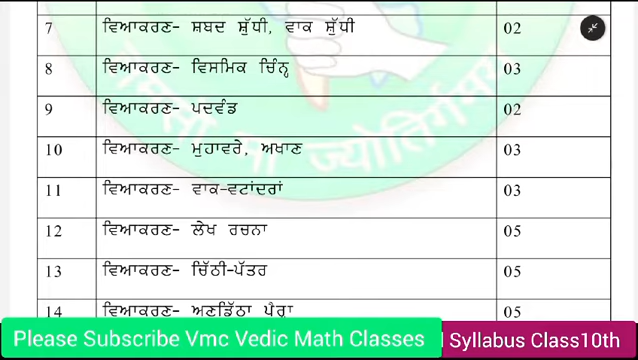 7 ਵਿਆਕਰਣ- ਸ਼ਬਦ ਸ਼ੁੱਧੀ, ਵਾਕ ਸ਼ੁੱਧੀ 02
8 ਵਿਆਕਰਣ- ਵਿਸਮਿਕ ਚਿੰਨ੍ਹ 03
9 ਵਿਆਕਰਣ- ਪਦਵੰਡ 02
10 ਵਿਆਕਰਣ- ਮੁਹਾਵਰੇ, ਅਖਾਣ 03
11 ਵਿਆਕਰਣ- ਵਾਕ-ਵਟਾਂਦਰਾਂ 03
12 ਵਿਆਕਰਣ- ਲੇਖ ਰਚਨਾ 05
13 ਵਿਆਕਰਣ- ਚਿੱਠੀ-ਪੱਤਰ 05
14 ਵਿਆਕਰਣ- ਅਣਡਿੱਠਾ ਪੈਰ੍ਹਾ 05
मा ज्योतिर्गमय
Please Subscribe Vmc Vedic Math Classes
Syllabus Class10th